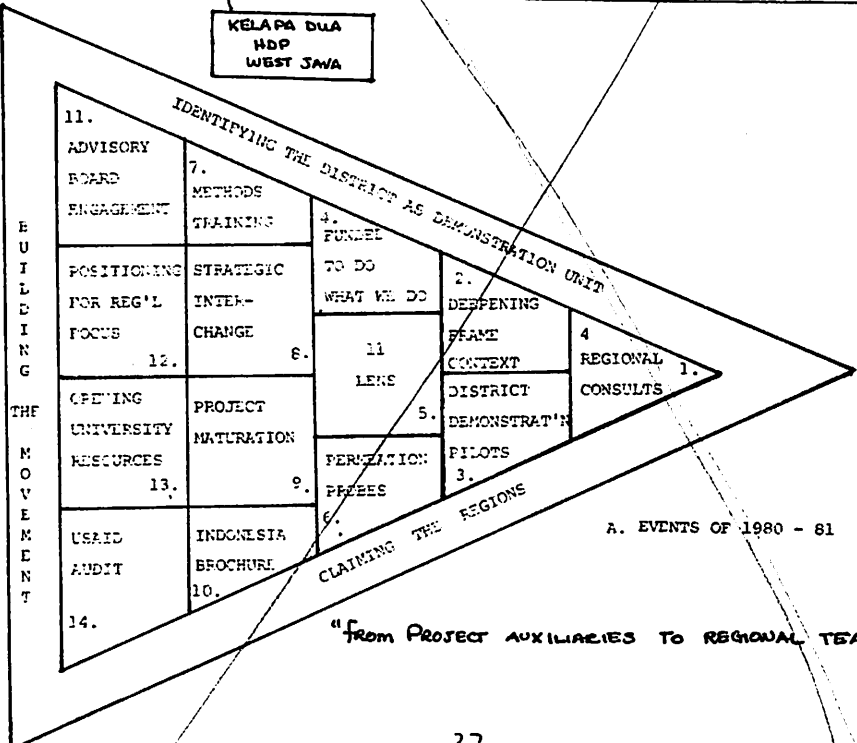 KELAPA DUA
HDP
WEST JAVA
IDENTIFYING THE DISTRICT AS DEMONSTRATION UNIT
BUILDING THE MOVEMENT
11.
ADVISORY
BOARD
ENGAGEMENT
7.
METHODS
TRAINING
4.
FUNDED
TO DO
WHAT WE DO
2.
DEEPENING
FRAME
CONTEXT
4
REGIONAL
CONSULTS
1.
POSITIONING
FOR REG'L
FOCUS
12.
STRATEGIC
INTER-
CHANGE
8.
11
LENS
5.
DISTRICT
DEMONSTRAT'N
PILOTS
3.
OPENING
UNIVERSITY
RESOURCES
13.
PROJECT
MATURATION
9.
PERMEATION
PROBES
6.
USAID
AUDIT
14.
INDONESIA
BROCHURE
10.
CLAIMING THE REGIONS
A. EVENTS OF 1980 - 81
"from PROJECT AUXILIARIES TO REGIONAL TEA
37